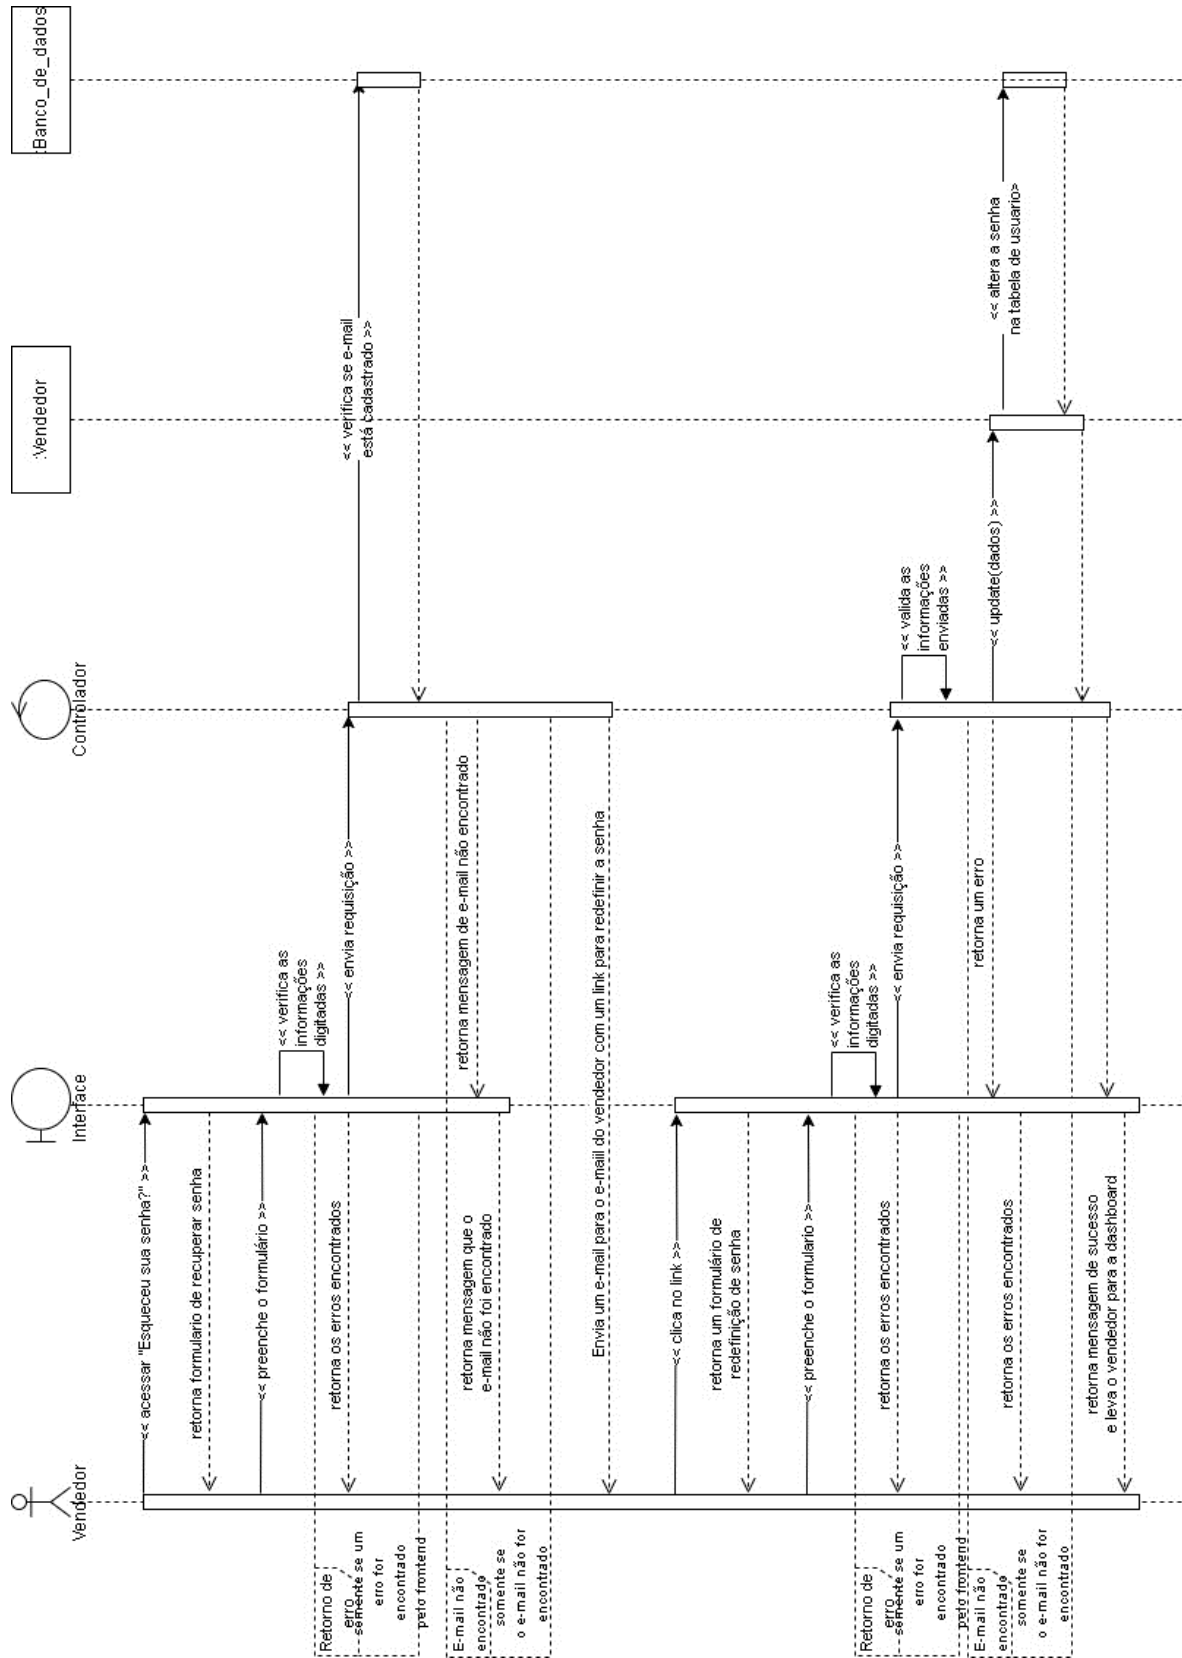 Vendedor
Interface
Controlador
:Vendedor
:Banco_de_dados
<< acessar "Esqueceu sua senha?" >>
retorna formulario de recuperar senha
<< preenche o formulário >>
<< verifica as
informações
digitadas >>
Retorno de
erro
somente se um
erro for
encontrado
pelo frontend
retorna os erros encontrados
<< envia requisição >>
<< verifica se e-mail
está cadastrado >>
E-mail não
encontrado
somente se
o e-mail não for
encontrado
retorna mensagem de e-mail não encontrado
retorna mensagem que o
e-mail não foi encontrado
Envia um e-mail para o e-maiil do vendedor com um link para redefinir a senha
<< clica no link >>
retorna um formulário de
redefinição de senha
<< preenche o formulario >>
<< verifica as
informações
digitadas >>
Retorno de
erro
somente se um
erro for
encontrado
pelo frontend
retorna os erros encontrados
<< envia requisição >>
<< valida as
informações
enviadas >>
E-mail não
encontrado
somente se
o e-mail não for
encontrado
retorna um erro
retorna os erros encontrados
<< update(dados) >>
<< altera a senha
na tabela de usuario>
retorna mensagem de sucesso
e leva o vendedor para a dashboard